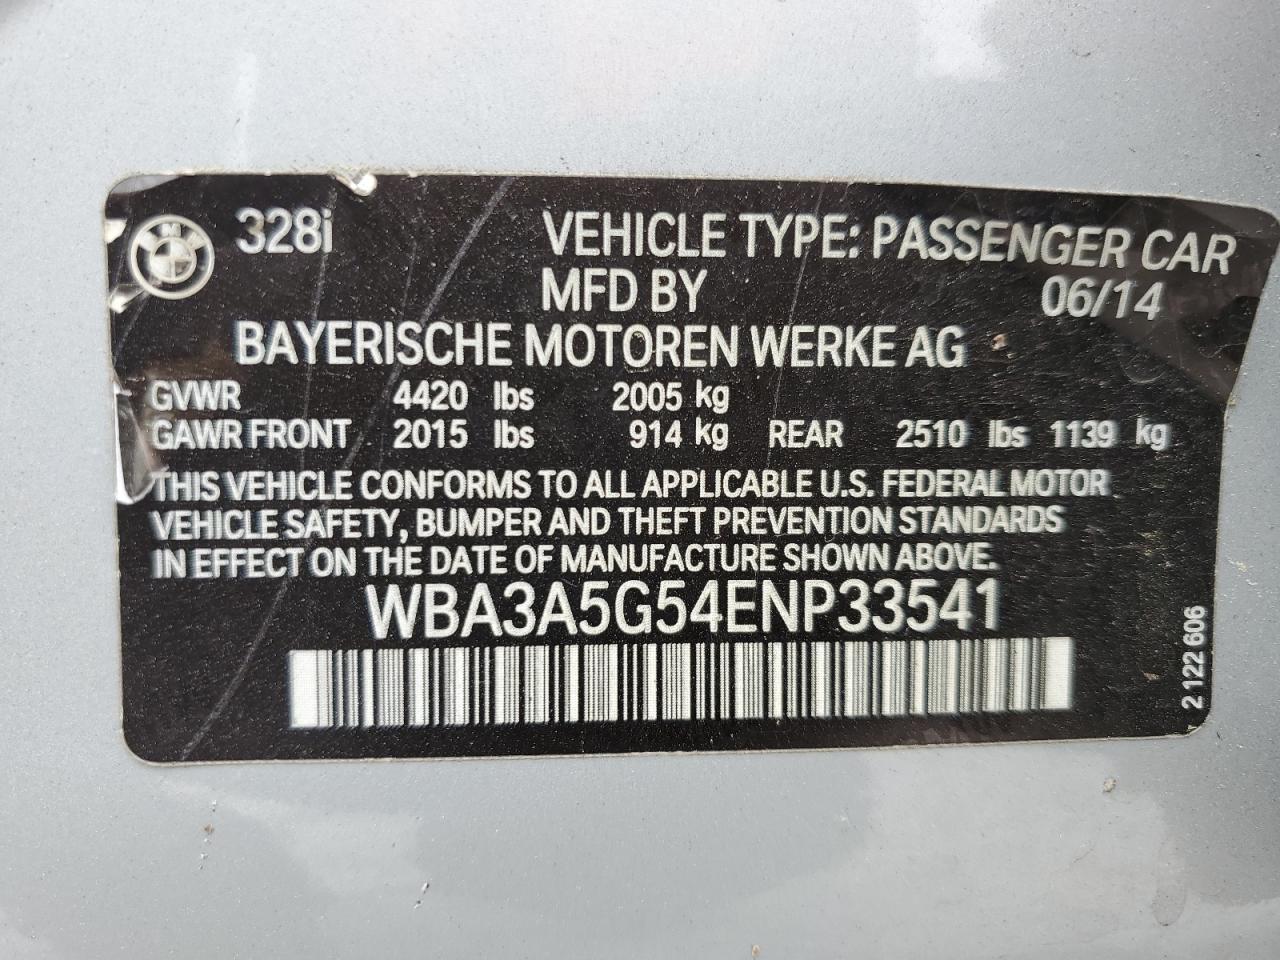 BMW 328i VEHICLE TYPE: PASSENGER CAR
MFD BY 06/14
BAYERISCHE MOTOREN WERKE AG
GVWR 4420 lbs 2005 kg
GAWR FRONT 2015 lbs 914 kg REAR 2510 lbs 1139 kg
THIS VEHICLE CONFORMS TO ALL APPLICABLE U.S. FEDERAL MOTOR
VEHICLE SAFETY, BUMPER AND THEFT PREVENTION STANDARDS
IN EFFECT ON THE DATE OF MANUFACTURE SHOWN ABOVE.
WBA3A5G54ENP33541
2 122 606